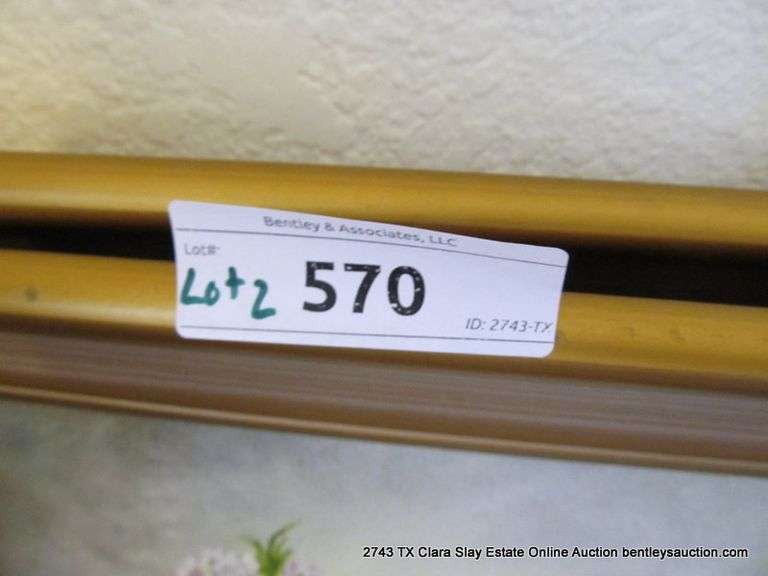 Bentley & Associates, LLC
Lot#:
Lot 2 570
ID: 2743-TX
2743 TX Clara Slay Estate Online Auction bentleysauction.com